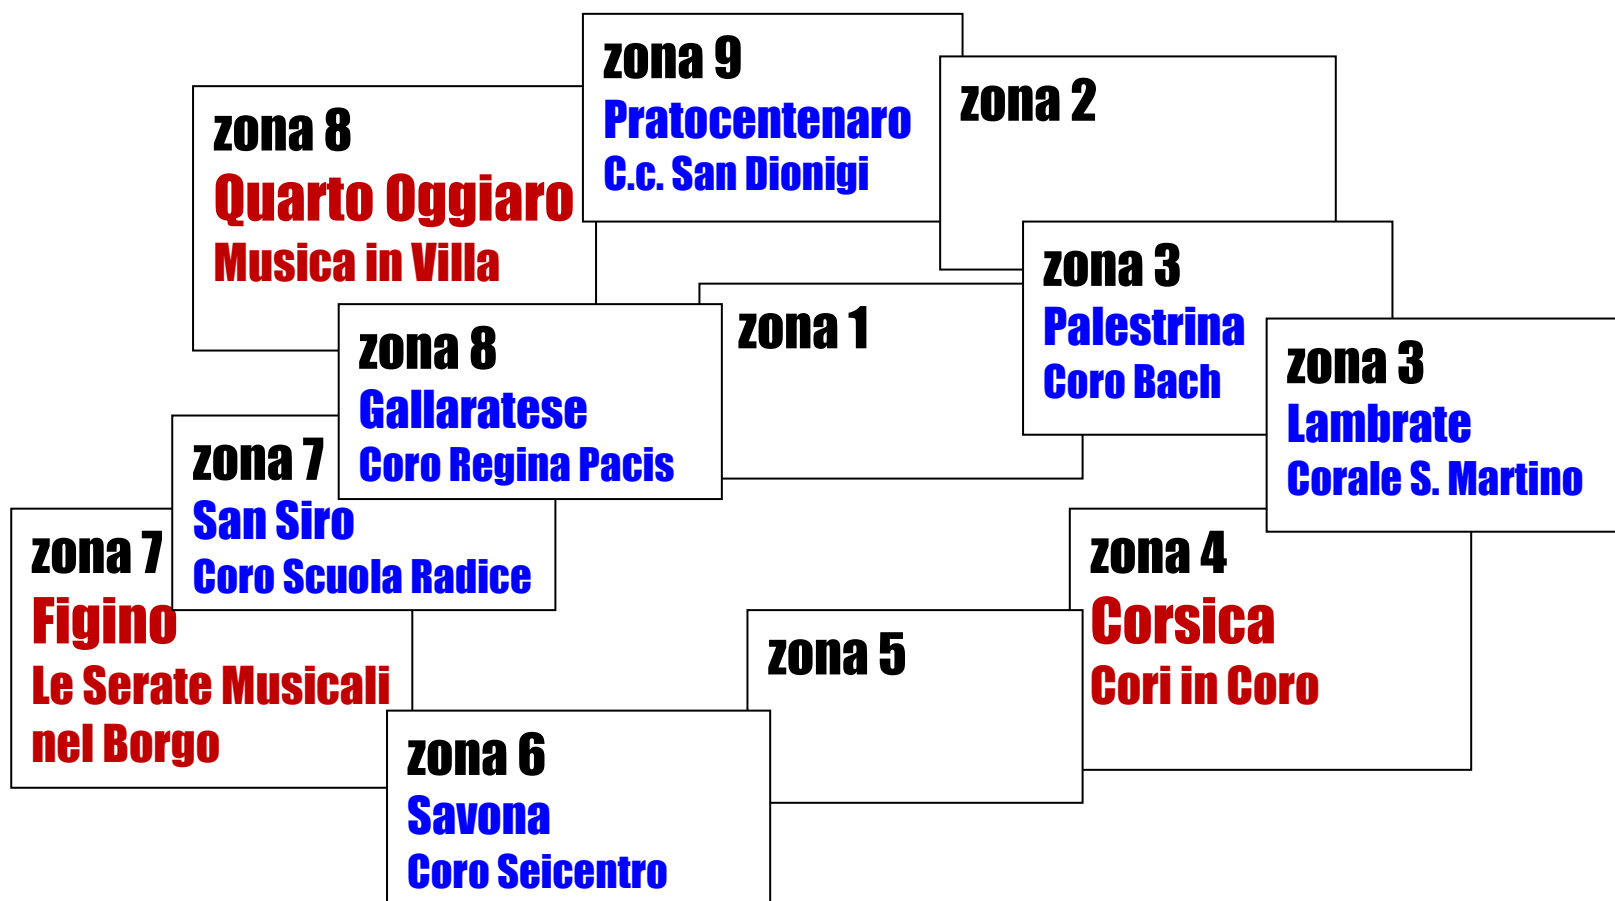 zona 9
Pratocentenaro
C.c. San Dionigi
zona 2
zona 8
Quarto Oggiaro
Musica in Villa
zona 3
Palestrina
Coro Bach
zona 1
zona 8
Gallaratese
Coro Regina Pacis
zona 3
Lambrate
Corale S. Martino
zona 7
San Siro
Coro Scuola Radice
zona 7
Figino
Le Serate Musicali
nel Borgo
zona 4
Corsica
Cori in Coro
zona 5
zona 6
Savona
Coro Seicentro